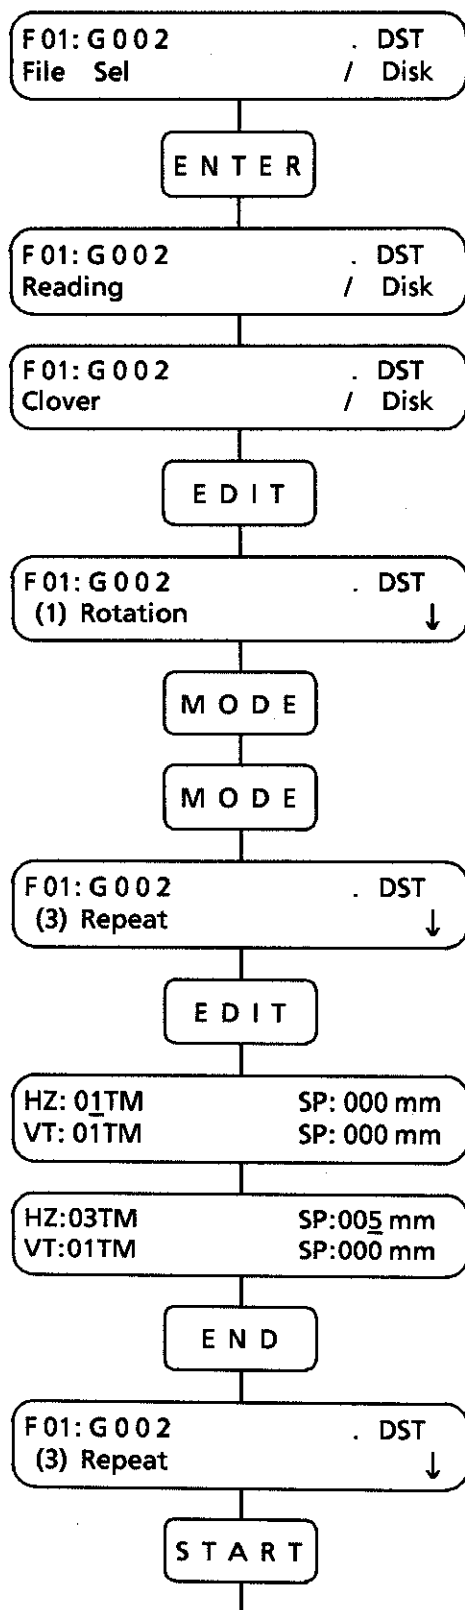 F01: G002 . DST
File Sel / Disk
ENTER
F01: G002 . DST
Reading / Disk
F01: G002 . DST
Clover / Disk
EDIT
F01: G002 . DST
(1) Rotation ↓
MODE
MODE
F01: G002 . DST
(3) Repeat ↓
EDIT
HZ: 01TM SP: 000 mm
VT: 01TM SP: 000 mm
HZ:03TM SP:005 mm
VT:01TM SP:000 mm
END
F01: G002 . DST
(3) Repeat ↓
START